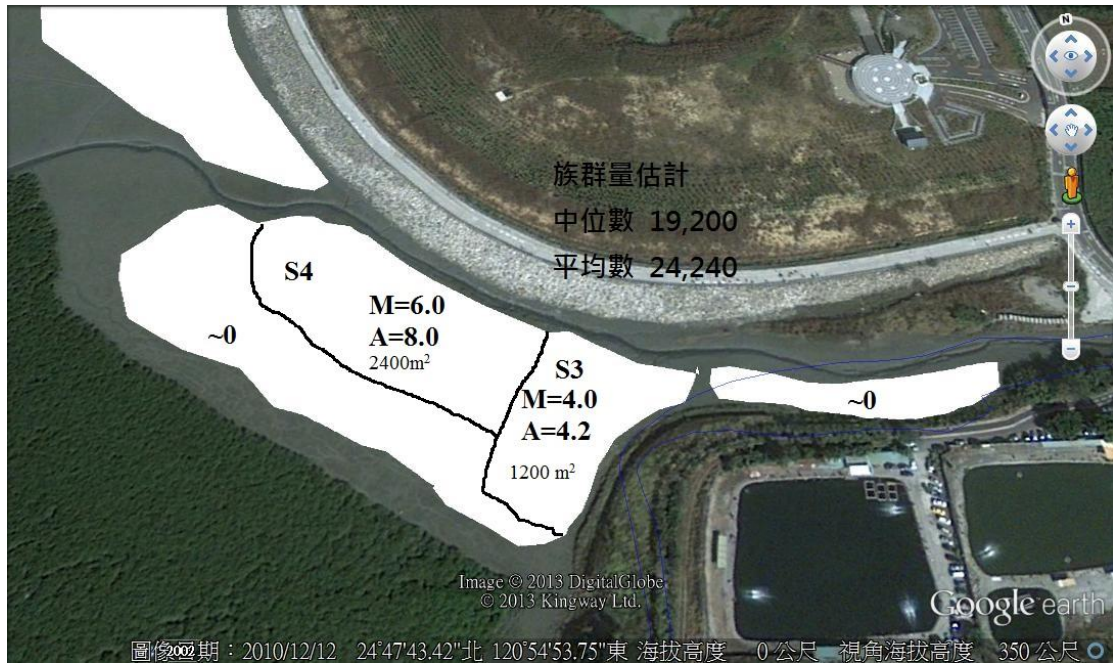 N
族群量估計
中位數 19,200
平均數 24,240
S4
M=6.0
A=8.0
2400m²
~0
S3
M=4.0
A=4.2
1200 m²
~0
Image © 2013 DigitalGlobe
© 2013 Kingway Ltd.
Google earth
2002
圖像日期：2010/12/12 24°47'43.42"北 120°54'53.75"東 海拔高度 0 公尺 視角海拔高度 350 公尺